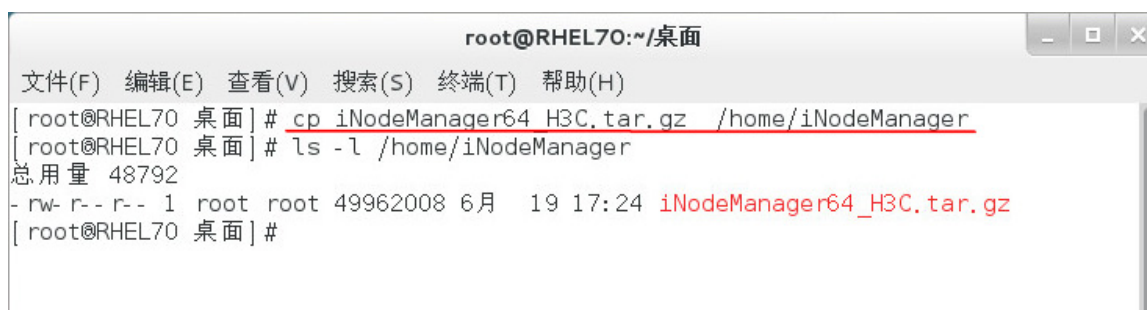 root@RHEL70:~/桌面
文件(F) 编辑(E) 查看(V) 搜索(S) 终端(T) 帮助(H)
[root@RHEL70 桌面]# cp iNodeManager64_H3C.tar.gz  /home/iNodeManager
[root@RHEL70 桌面]# ls -l /home/iNodeManager
总用量 48792
-rw-r--r-- 1 root root 49962008 6月  19 17:24 iNodeManager64_H3C.tar.gz
[root@RHEL70 桌面]#